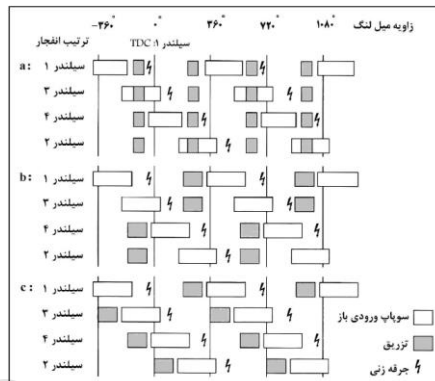 زاویه میل لنگ
-۳۶۰° ۰° ۳۶۰° ۷۲۰° ۱۰۸۰°
ترتیب انفجار
سیلندر ۱ TDC
a: سیلندر ۱
سیلندر ۳
سیلندر ۴
سیلندر ۲
b: سیلندر ۱
سیلندر ۳
سیلندر ۴
سیلندر ۲
c: سیلندر ۱
سیلندر ۳
سیلندر ۴
سیلندر ۲
سوپاپ ورودی باز
تزریق
جرقه زنی